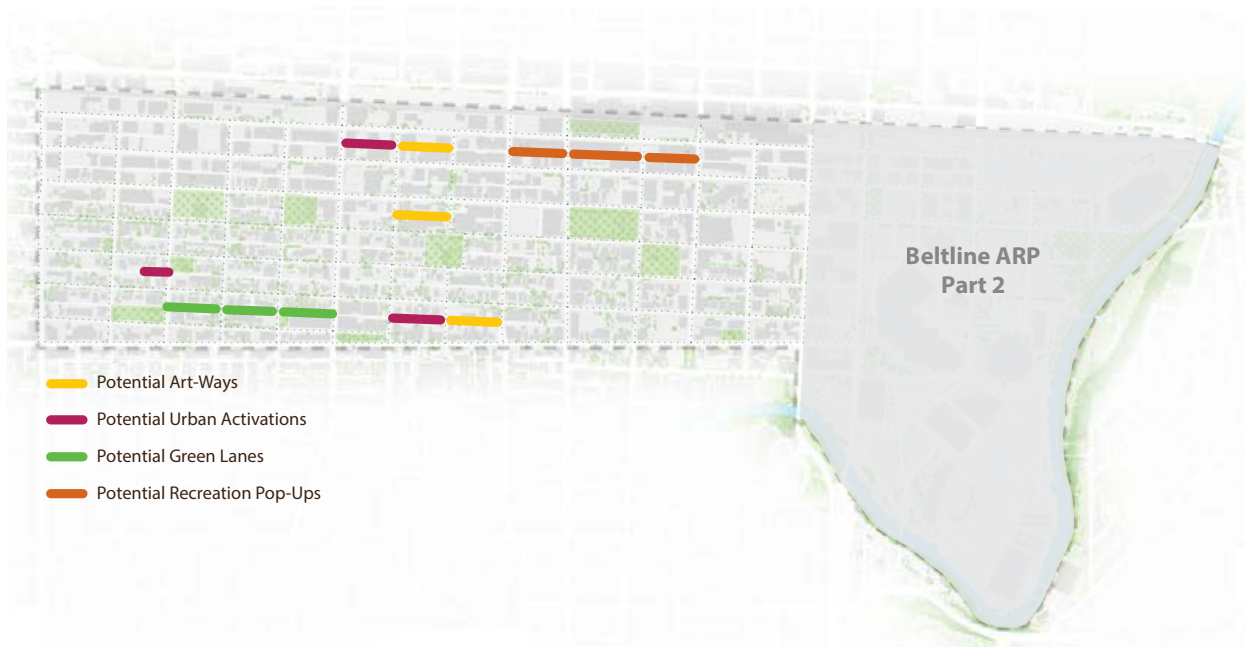 Beltline ARP
Part 2
Potential Art-Ways
Potential Urban Activations
Potential Green Lanes
Potential Recreation Pop-Ups